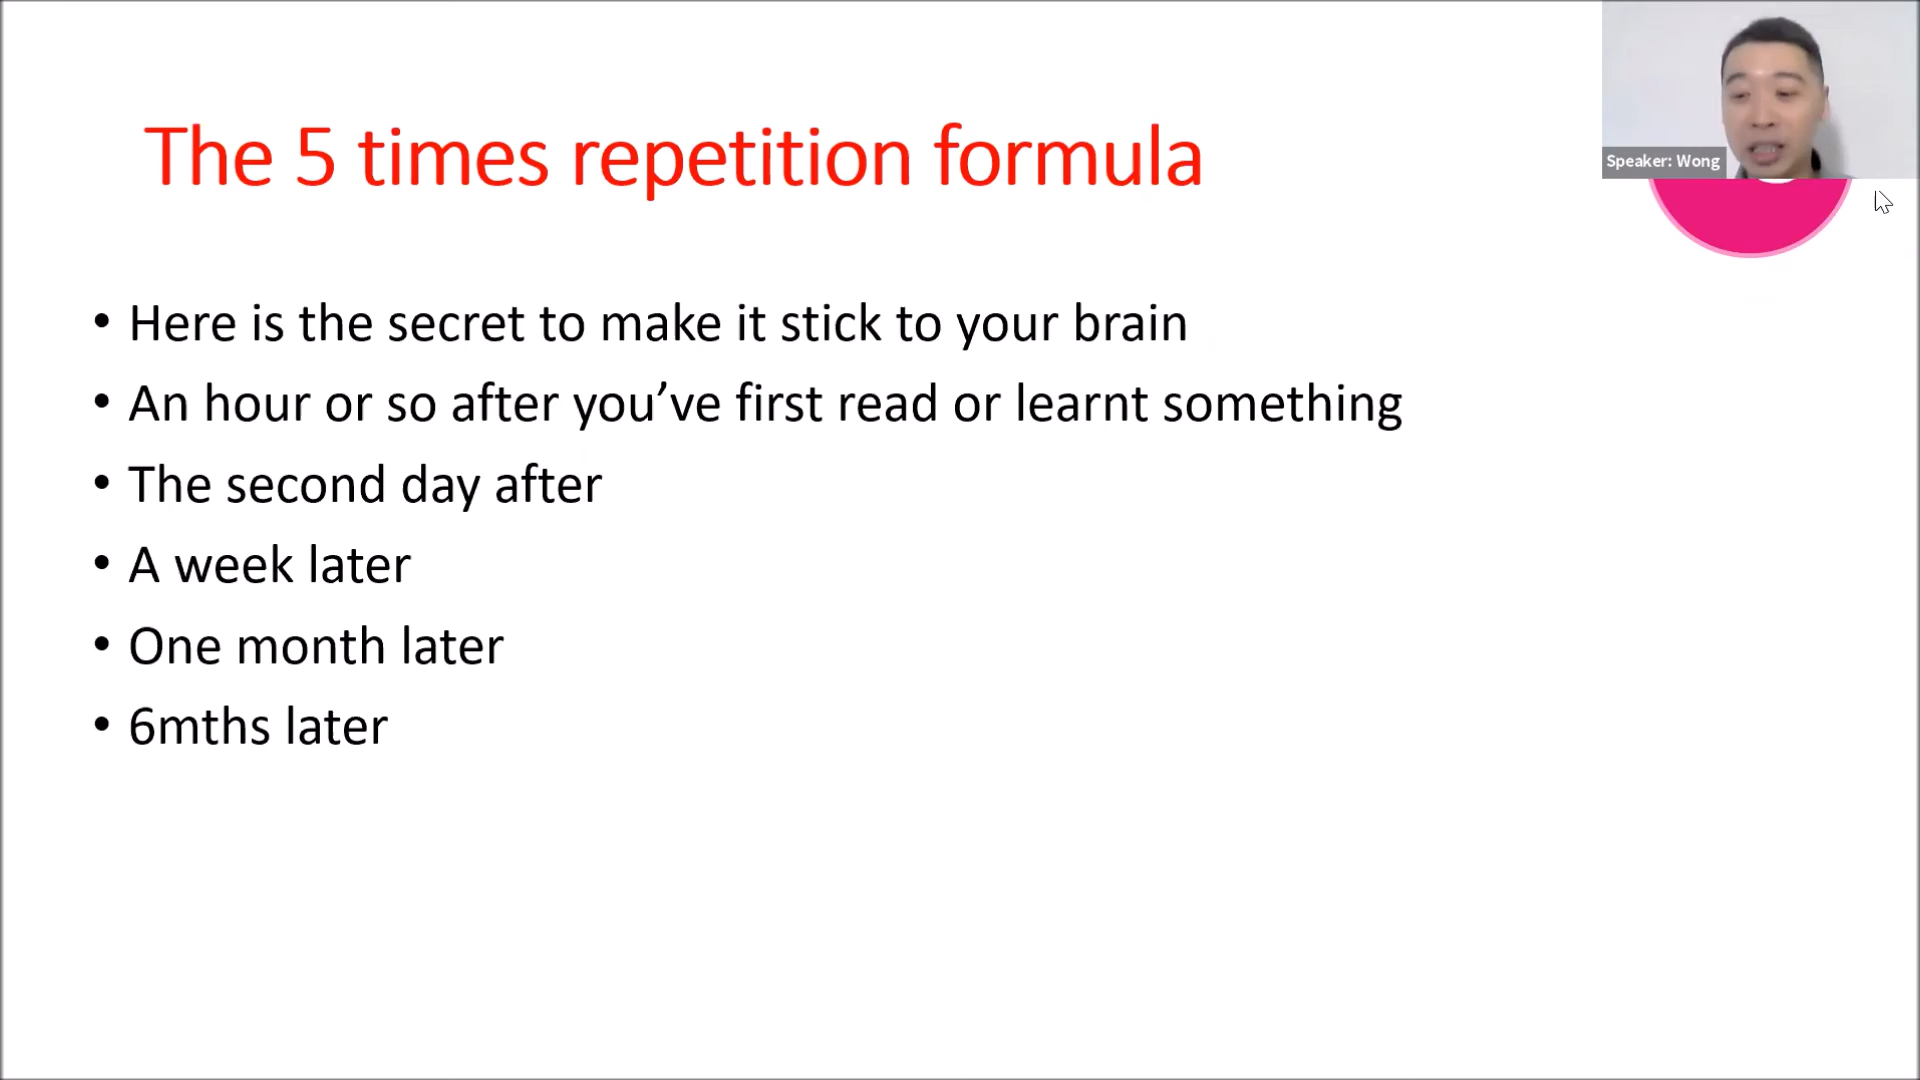 The 5 times repetition formula
Speaker: Wong
• Here is the secret to make it stick to your brain
• An hour or so after you’ve first read or learnt something
• The second day after
• A week later
• One month later
• 6mths later